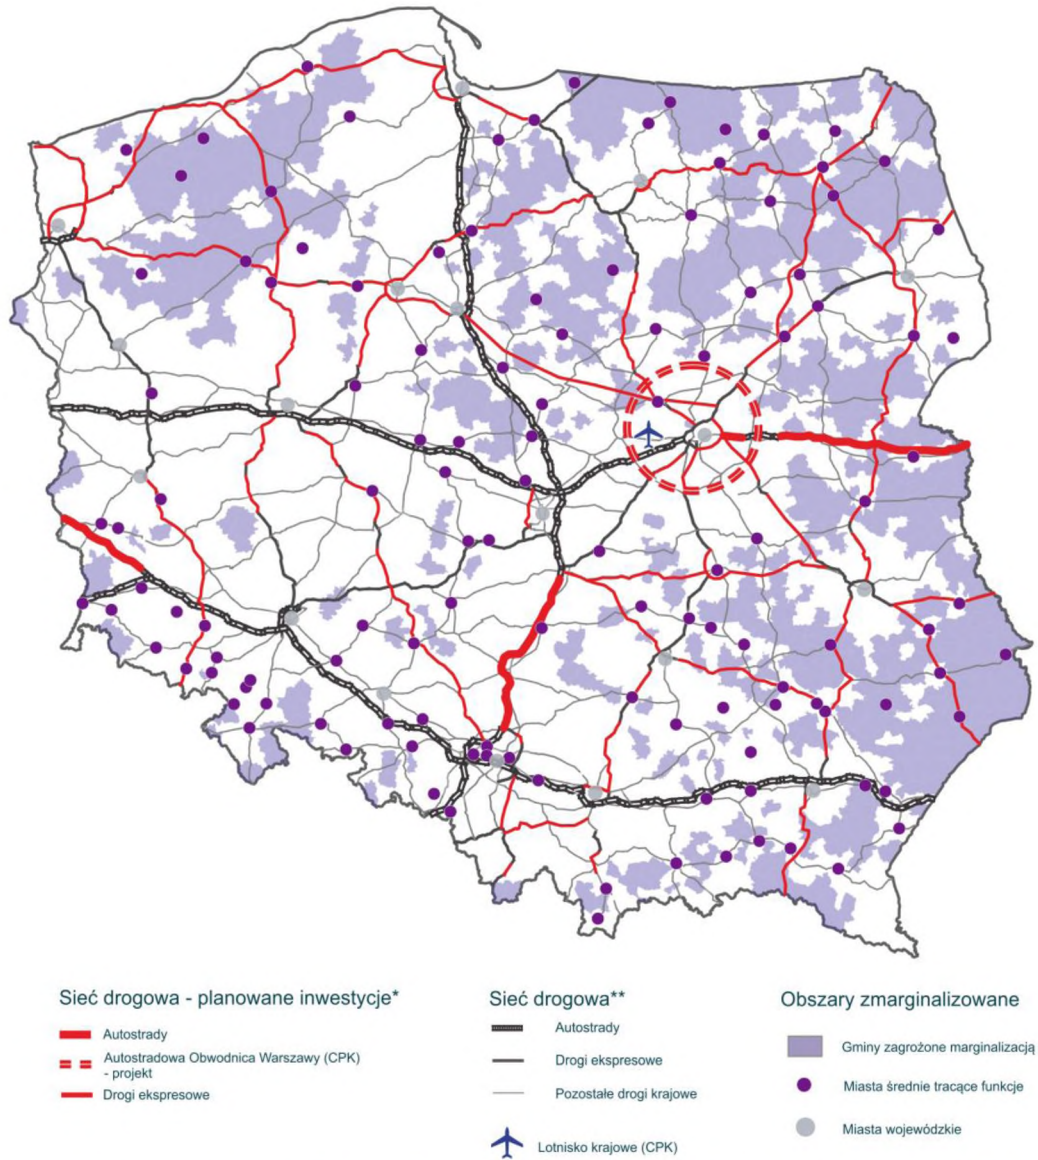 Sieć drogowa - planowane inwestycje*
Autostrady
Autostradowa Obwodnica Warszawy (CPK)
- projekt
Drogi ekspresowe
Sieć drogowa**
Autostrady
Drogi ekspresowe
Pozostałe drogi krajowe
Lotnisko krajowe (CPK)
Obszary zmarginalizowane
Gminy zagrożone marginalizacją
Miasta średnie tracące funkcje
Miasta wojewódzkie